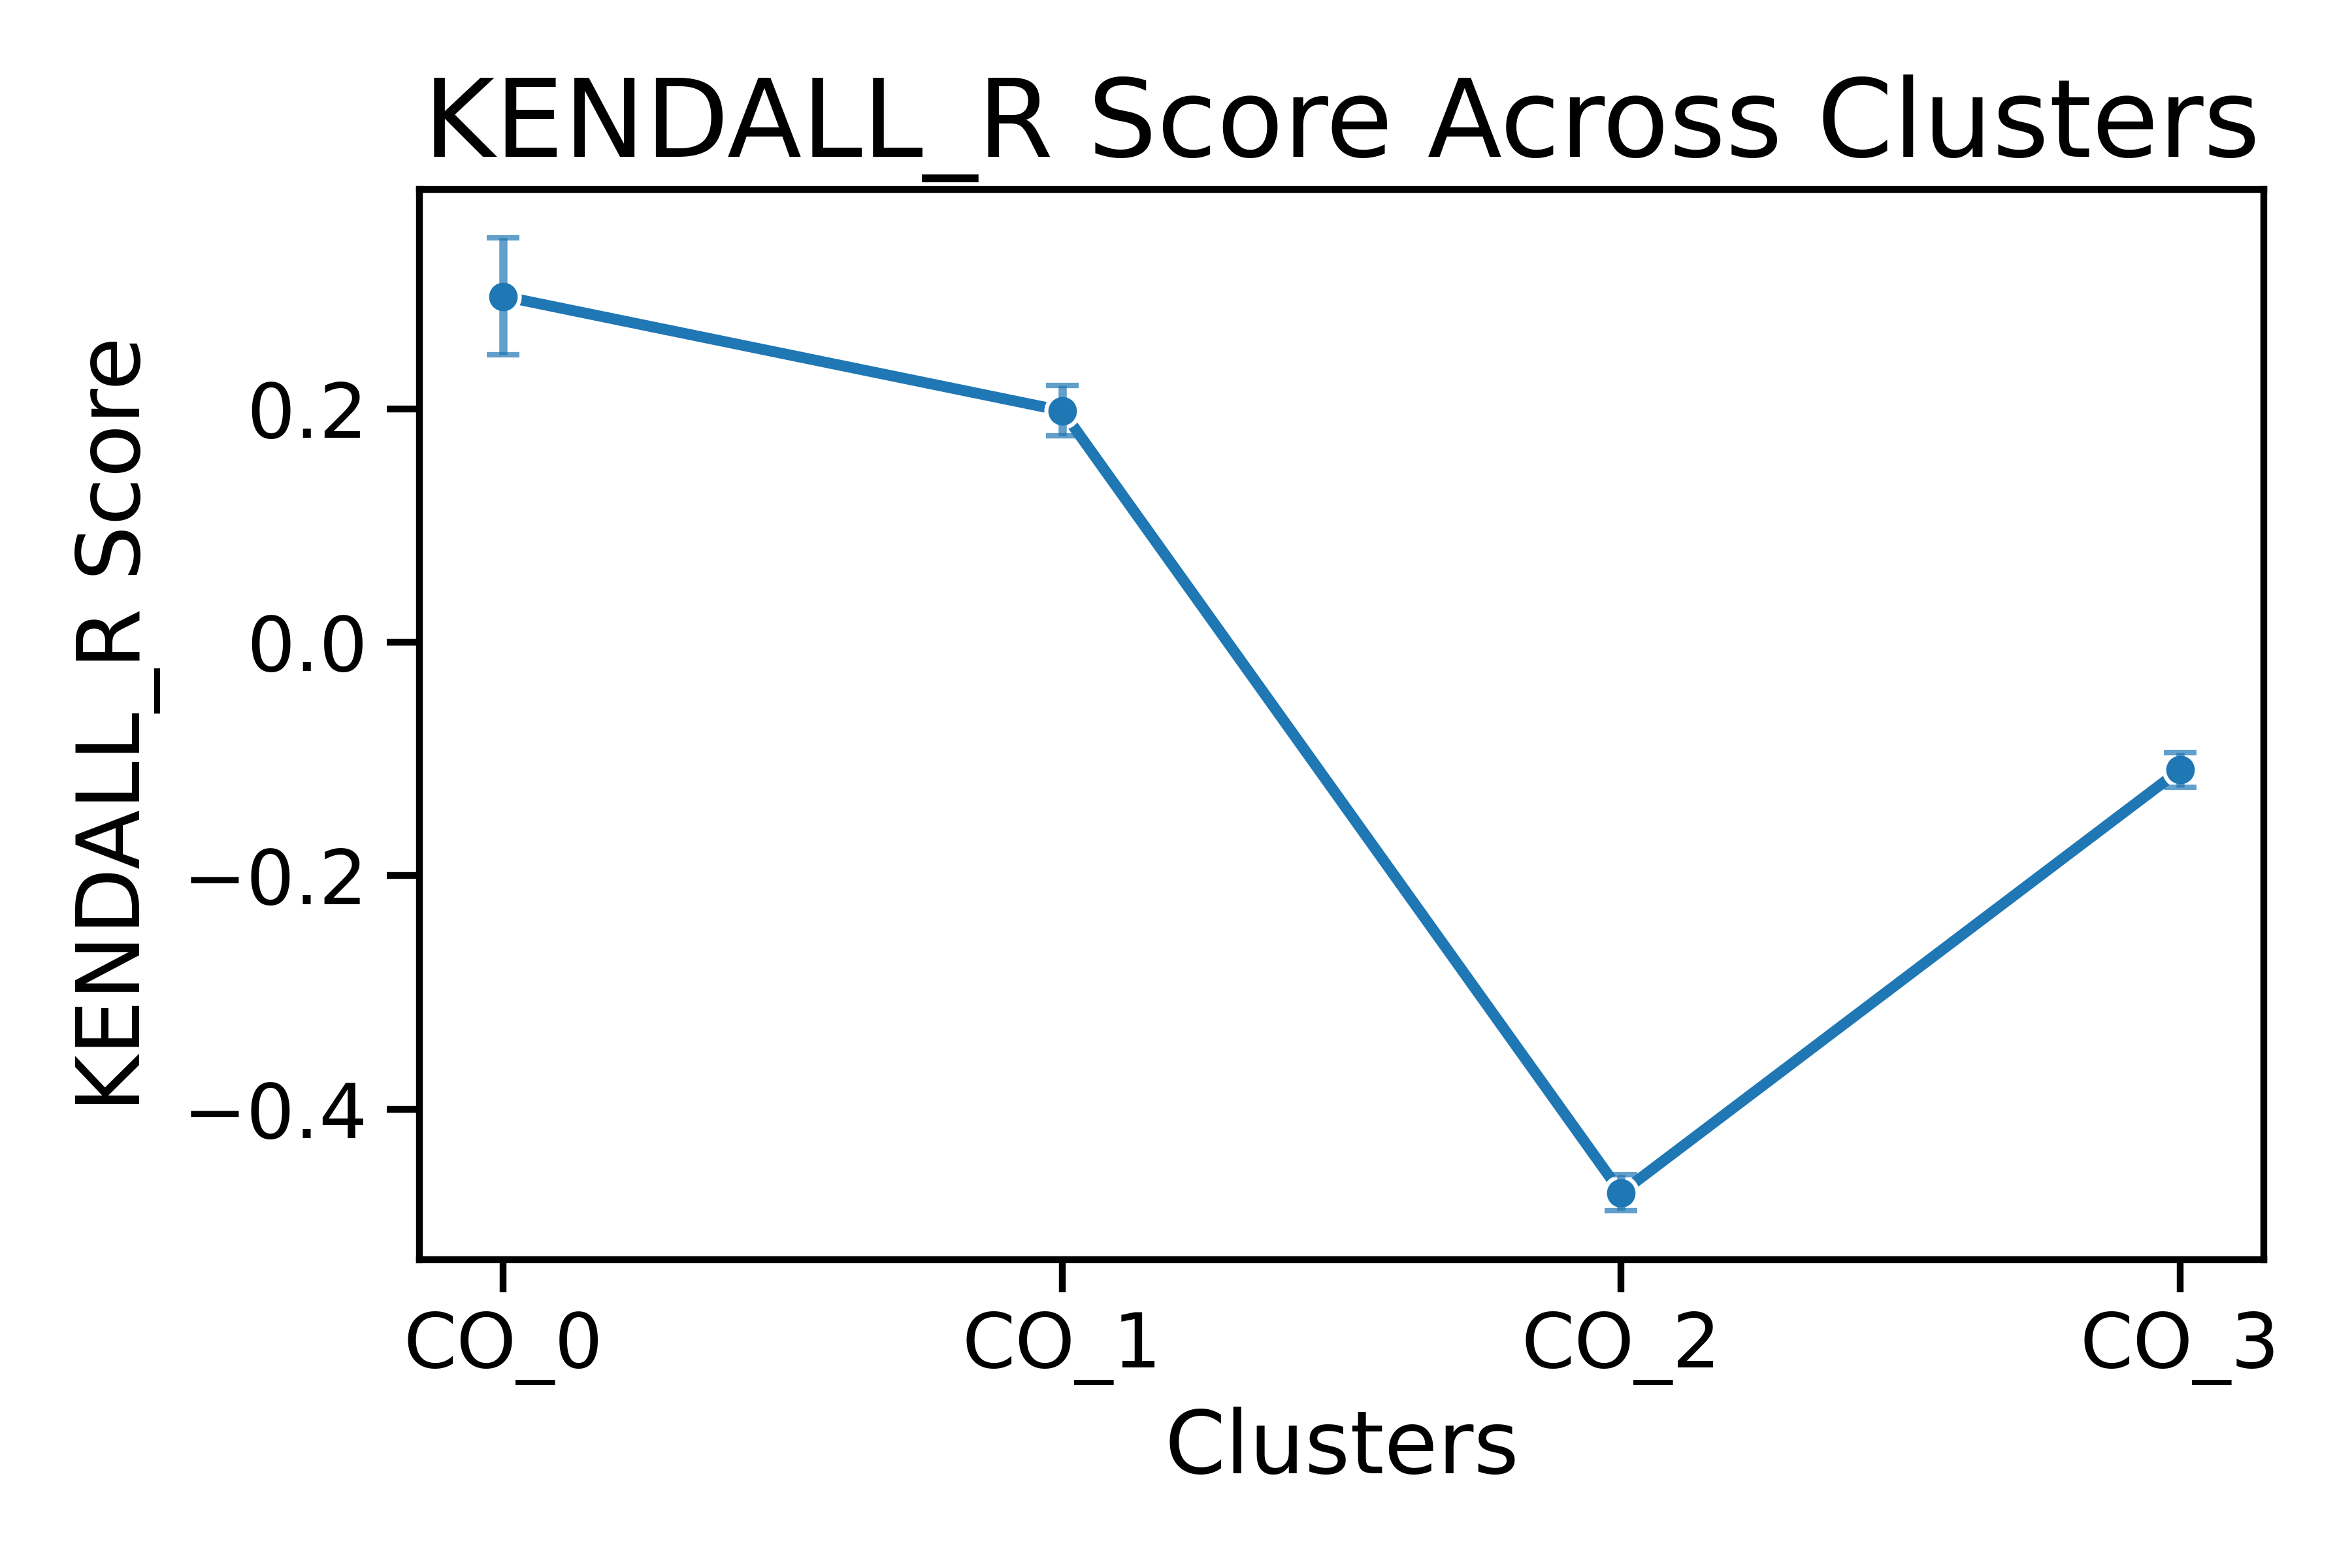 KENDALL_R Score Across Clusters
KENDALL_R Score
0.2
0.0
−0.2
−0.4
CO_0
CO_1
CO_2
CO_3
Clusters